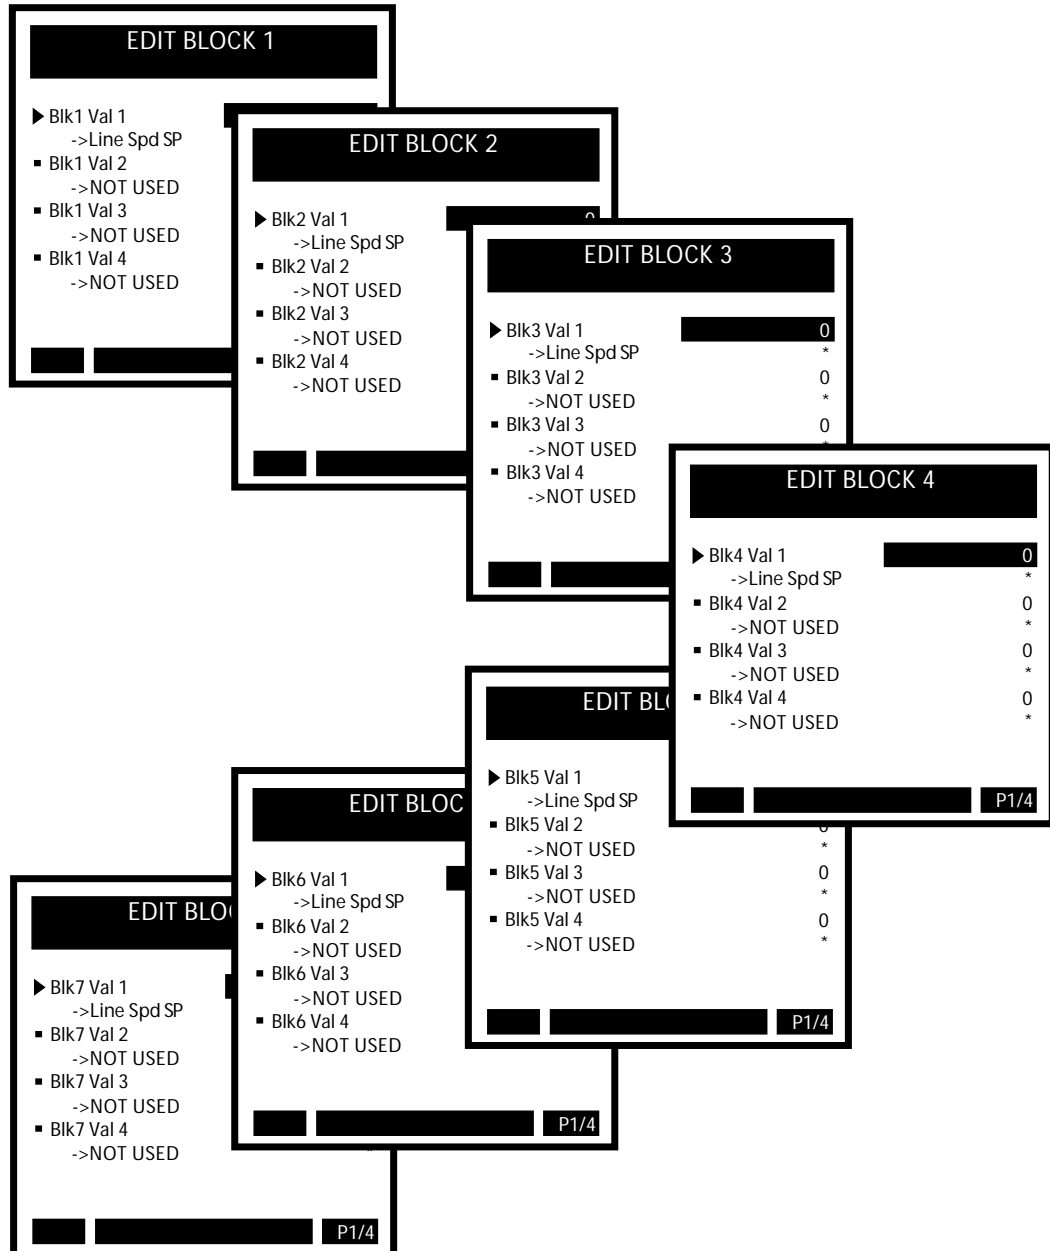 EDIT BLOCK 1
Blk1 Val 1
->Line Spd SP
Blk1 Val 2
->NOT USED
Blk1 Val 3
->NOT USED
Blk1 Val 4
->NOT USED
EDIT BLOCK 2
Blk2 Val 1
->Line Spd SP
Blk2 Val 2
->NOT USED
Blk2 Val 3
->NOT USED
Blk2 Val 4
->NOT USED
EDIT BLOCK 3
Blk3 Val 1 0
->Line Spd SP *
Blk3 Val 2 0
->NOT USED *
Blk3 Val 3 0
->NOT USED
Blk3 Val 4
->NOT USED
EDIT BLOCK 4
Blk4 Val 1 0
->Line Spd SP *
Blk4 Val 2 0
->NOT USED *
Blk4 Val 3 0
->NOT USED *
Blk4 Val 4 0
->NOT USED *
P1/4
EDIT
Blk5 Val 1
->Line Spd SP
Blk5 Val 2
->NOT USED *
Blk5 Val 3 0
->NOT USED *
Blk5 Val 4 0
->NOT USED *
P1/4
EDIT BLOC
Blk6 Val 1
->Line Spd SP
Blk6 Val 2
->NOT USED
Blk6 Val 3
->NOT USED
Blk6 Val 4
->NOT USED
P1/4
EDIT BLO
Blk7 Val 1
->Line Spd SP
Blk7 Val 2
->NOT USED
Blk7 Val 3
->NOT USED
Blk7 Val 4
->NOT USED
P1/4